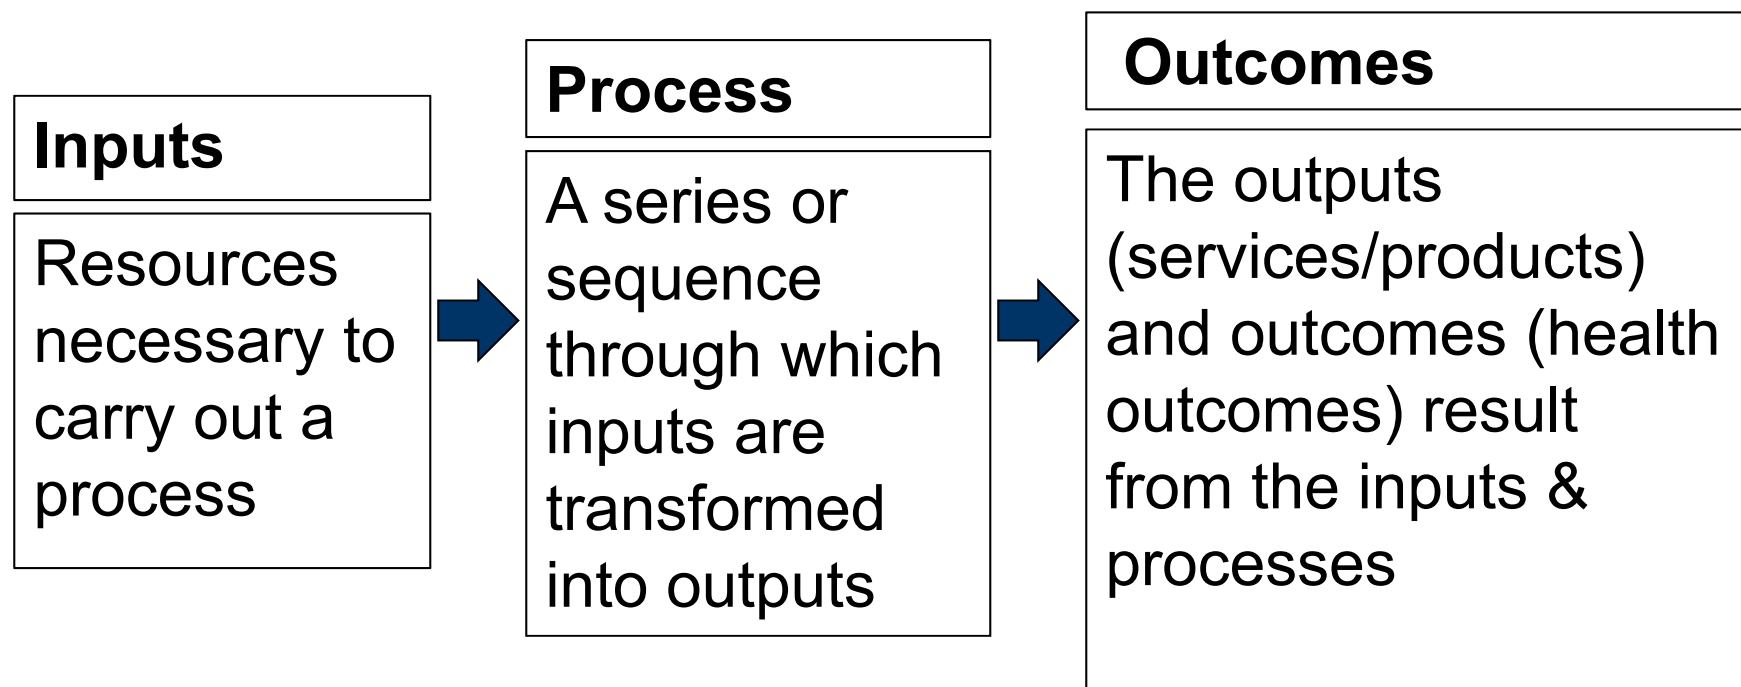 Inputs
Resources
necessary to
carry out a
process
Process
A series or
sequence
through which
inputs are
transformed
into outputs
Outcomes
The outputs
(services/products)
and outcomes (health
outcomes) result
from the inputs &
processes